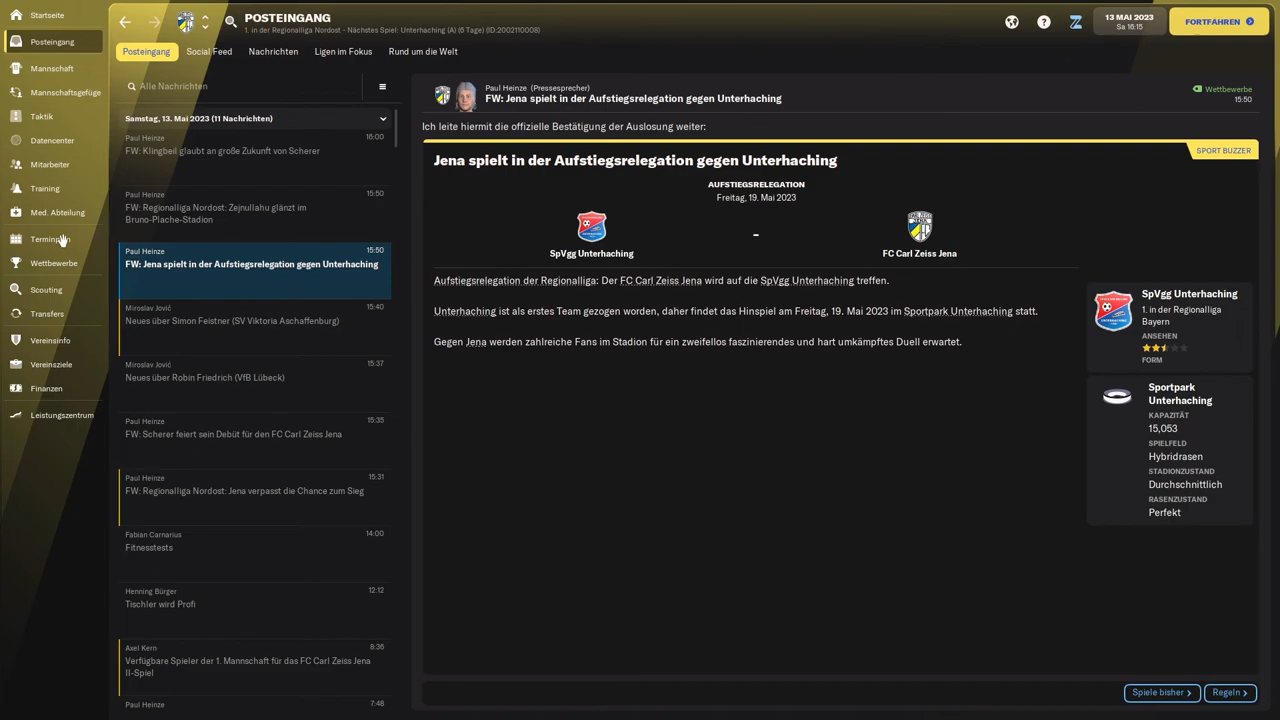 Startseite
Posteingang
Mannschaft
Mannschaftsgefüge
Taktik
Datencenter
Mitarbeiter
Training
Med. Abteilung
Wettbewerbe
Scouting
Transfers
Vereinsinfo
Vereinsziele
Finanzen
Leistungszentrum
POSTEINGANG
1. in der Regionalliga Nordost - Nächstes Spiel: Unterhaching (A) (6 Tage) (ID:2002110008)
13 MAI 2023
Sa 16:15
FORTFAHREN
Posteingang
Social Feed
Nachrichten
Ligen im Fokus
Rund um die Welt
Alle Nachrichten
Samstag, 13. Mai 2023 (11 Nachrichten)
Paul Heinze 16:00
FW: Klingbeil glaubt an große Zukunft von Scherer
Paul Heinze 15:50
FW: Regionalliga Nordost: Zejnullahu glänzt im
Bruno-Plache-Stadion
Paul Heinze 15:50
FW: Jena spielt in der Aufstiegsrelegation gegen Unterhaching
Miroslav Jović 15:40
Neues über Simon Feistner (SV Viktoria Aschaffenburg)
Miroslav Jović 15:37
Neues über Robin Friedrich (VfB Lübeck)
Paul Heinze 15:35
FW: Scherer feiert sein Debüt für den FC Carl Zeiss Jena
Paul Heinze 15:31
FW: Regionalliga Nordost: Jena verpasst die Chance zum Sieg
Fabian Carnarius 14:00
Fitnesstests
Henning Bürger 12:12
Tischler wird Profi
Axel Kern 8:36
Verfügbare Spieler der 1. Mannschaft für das FC Carl Zeiss Jena
II-Spiel
Paul Heinze 7:48
Paul Heinze (Pressesprecher)
FW: Jena spielt in der Aufstiegsrelegation gegen Unterhaching
Wettbewerbe
15:50
Ich leite hiermit die offizielle Bestätigung der Auslosung weiter:
SPORT BUZZER
Jena spielt in der Aufstiegsrelegation gegen Unterhaching
AUFSTIEGSRELEGATION
Freitag, 19. Mai 2023
SpVgg Unterhaching - FC Carl Zeiss Jena
Aufstiegsrelegation der Regionalliga: Der FC Carl Zeiss Jena wird auf die SpVgg Unterhaching treffen.
Unterhaching ist als erstes Team gezogen worden, daher findet das Hinspiel am Freitag, 19. Mai 2023 im Sportpark Unterhaching statt.
Gegen Jena werden zahlreiche Fans im Stadion für ein zweifellos faszinierendes und hart umkämpftes Duell erwartet.
SpVgg Unterhaching
1. in der Regionalliga
Bayern
ANSEHEN
FORM
Sportpark
Unterhaching
KAPAZITÄT
15,053
SPIELFELD
Hybridrasen
STADIONZUSTAND
Durchschnittlich
RASENZUSTAND
Perfekt
Spiele bisher
Regeln